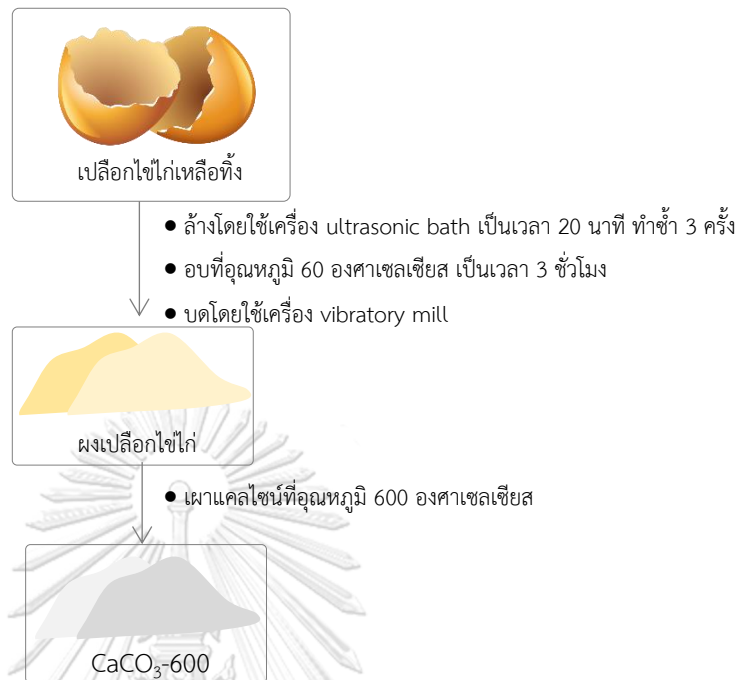 เปลือกไข่ไก่เหลือทิ้ง
● ล้างโดยใช้เครื่อง ultrasonic bath เป็นเวลา 20 นาที ทำซ้ำ 3 ครั้ง
● อบที่อุณหภูมิ 60 องศาเซลเซียส เป็นเวลา 3 ชั่วโมง
● บดโดยใช้เครื่อง vibratory mill
ผงเปลือกไข่ไก่
● เผาแคลไซน์ที่อุณหภูมิ 600 องศาเซลเซียส
CaCO₃-600